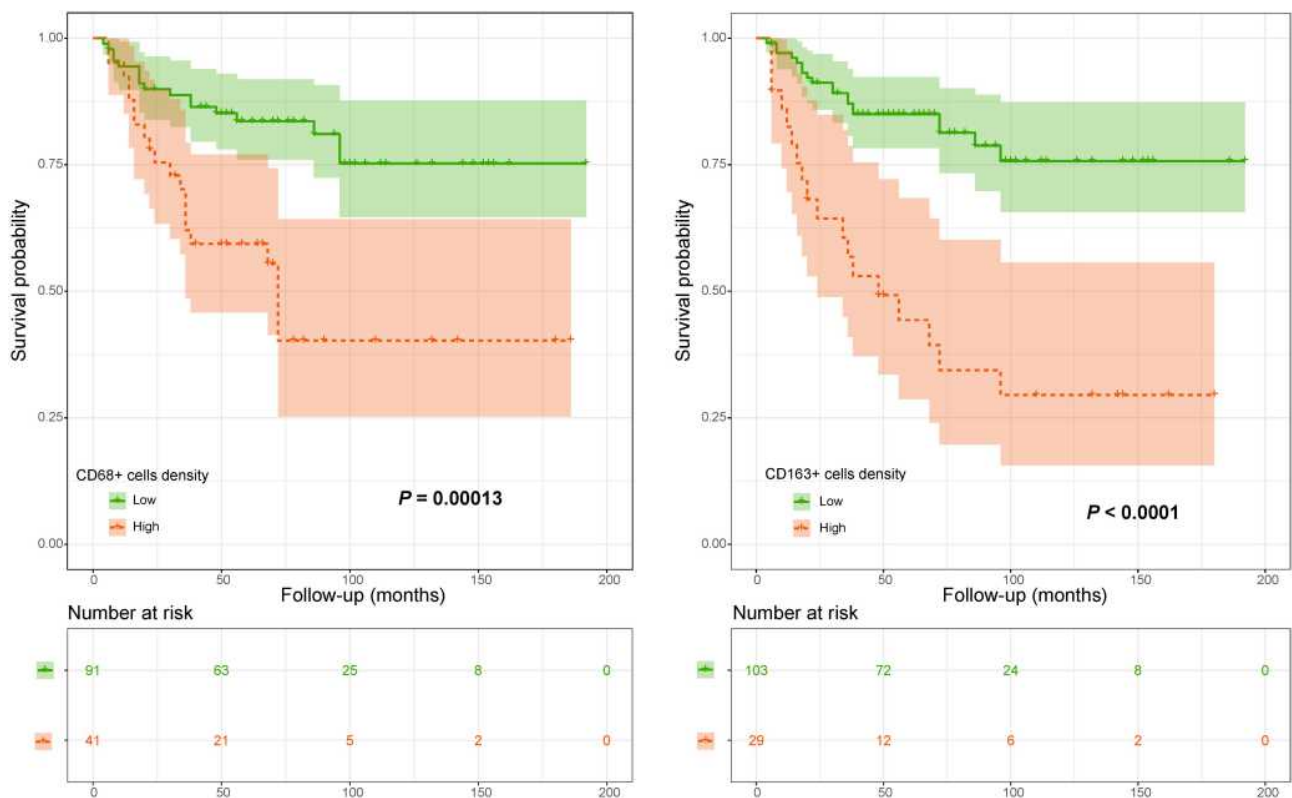 1.00
0.75
0.50
0.25
0.00
Survival probability
CD68+ cells density
Low
High
P = 0.00013
0 50 100 150 200
Follow-up (months)
Number at risk
91 63 25 8 0
41 21 5 2 0
0 50 100 150 200
1.00
0.75
0.50
0.25
0.00
Survival probability
CD163+ cells density
Low
High
P < 0.0001
0 50 100 150 200
Follow-up (months)
Number at risk
103 72 24 8 0
29 12 6 2 0
0 50 100 150 200